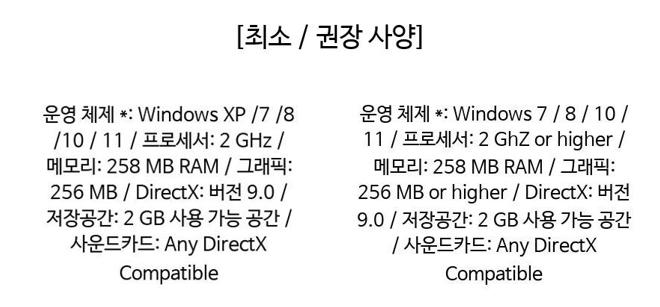 [최소 / 권장 사양]
운영 체제 *: Windows XP /7 /8
/10 / 11 / 프로세서: 2 GHz /
메모리: 258 MB RAM / 그래픽:
256 MB / DirectX: 버전 9.0 /
저장공간: 2 GB 사용 가능 공간 /
사운드카드: Any DirectX
Compatible
운영 체제 *: Windows 7 / 8 / 10 /
11 / 프로세서: 2 GhZ or higher /
메모리: 258 MB RAM / 그래픽:
256 MB or higher / DirectX: 버전
9.0 / 저장공간: 2 GB 사용 가능 공간
/ 사운드카드: Any DirectX
Compatible